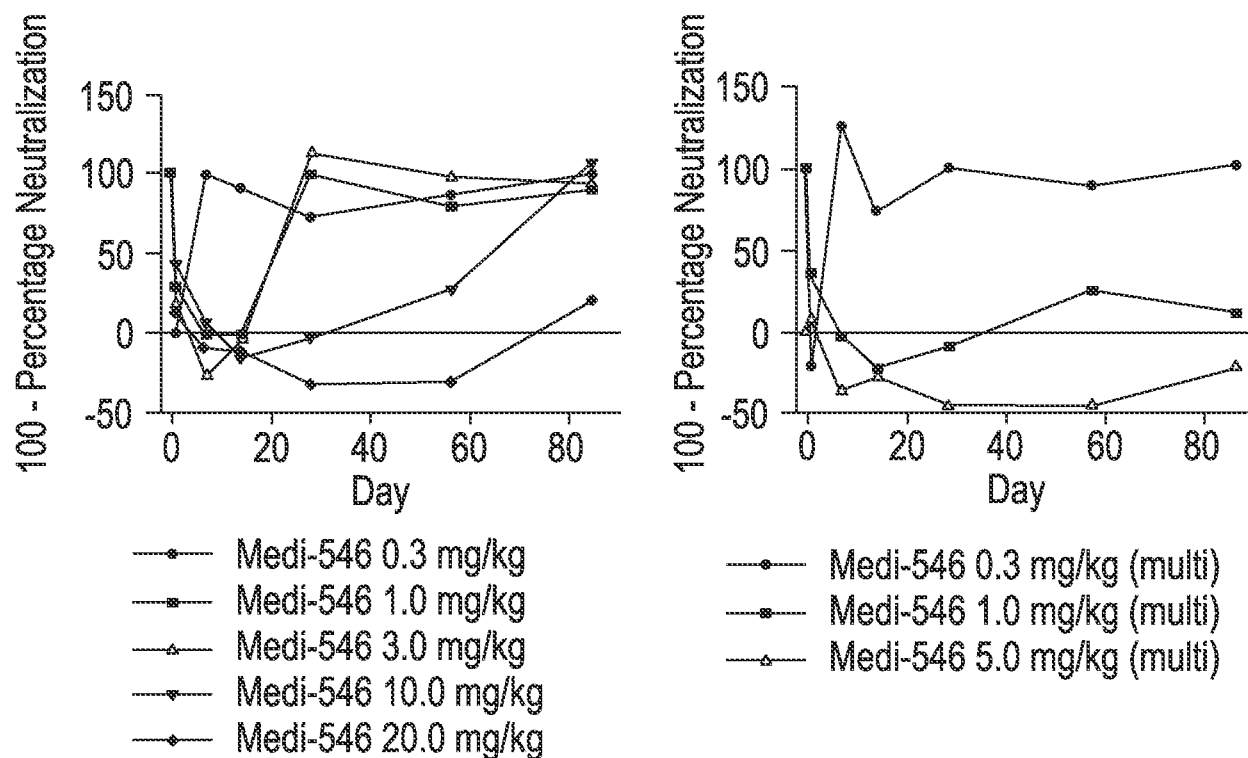 100 - Percentage Neutralization
150
100
50
0
-50
0 20 40 60 80
Day
Medi-546 0.3 mg/kg
Medi-546 1.0 mg/kg
Medi-546 3.0 mg/kg
Medi-546 10.0 mg/kg
Medi-546 20.0 mg/kg
100 - Percentage Neutralization
150
100
50
0
-50
0 20 40 60 80
Day
Medi-546 0.3 mg/kg (multi)
Medi-546 1.0 mg/kg (multi)
Medi-546 5.0 mg/kg (multi)